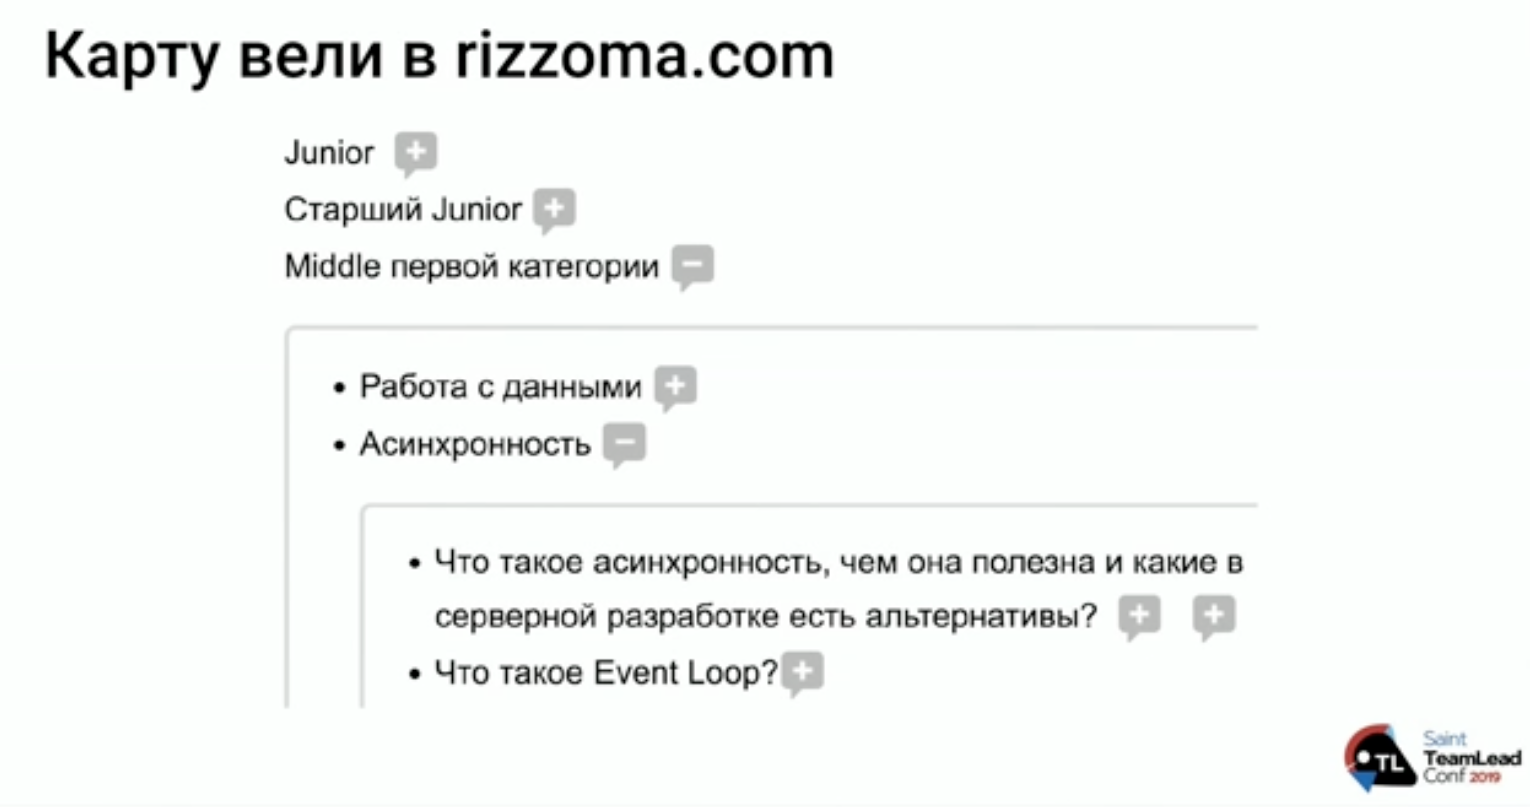 Карту вели в rizzoma.com
Junior
Старший Junior
Middle первой категории
Работа с данными
Асинхронность
Что такое асинхронность, чем она полезна и какие в
серверной разработке есть альтернативы?
Что такое Event Loop?
TL
Saint
TeamLead
Conf 2019